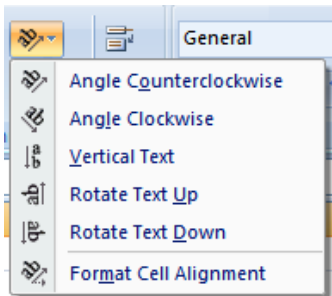 General
Angle Counterclockwise
Angle Clockwise
Vertical Text
Rotate Text Up
Rotate Text Down
Format Cell Alignment